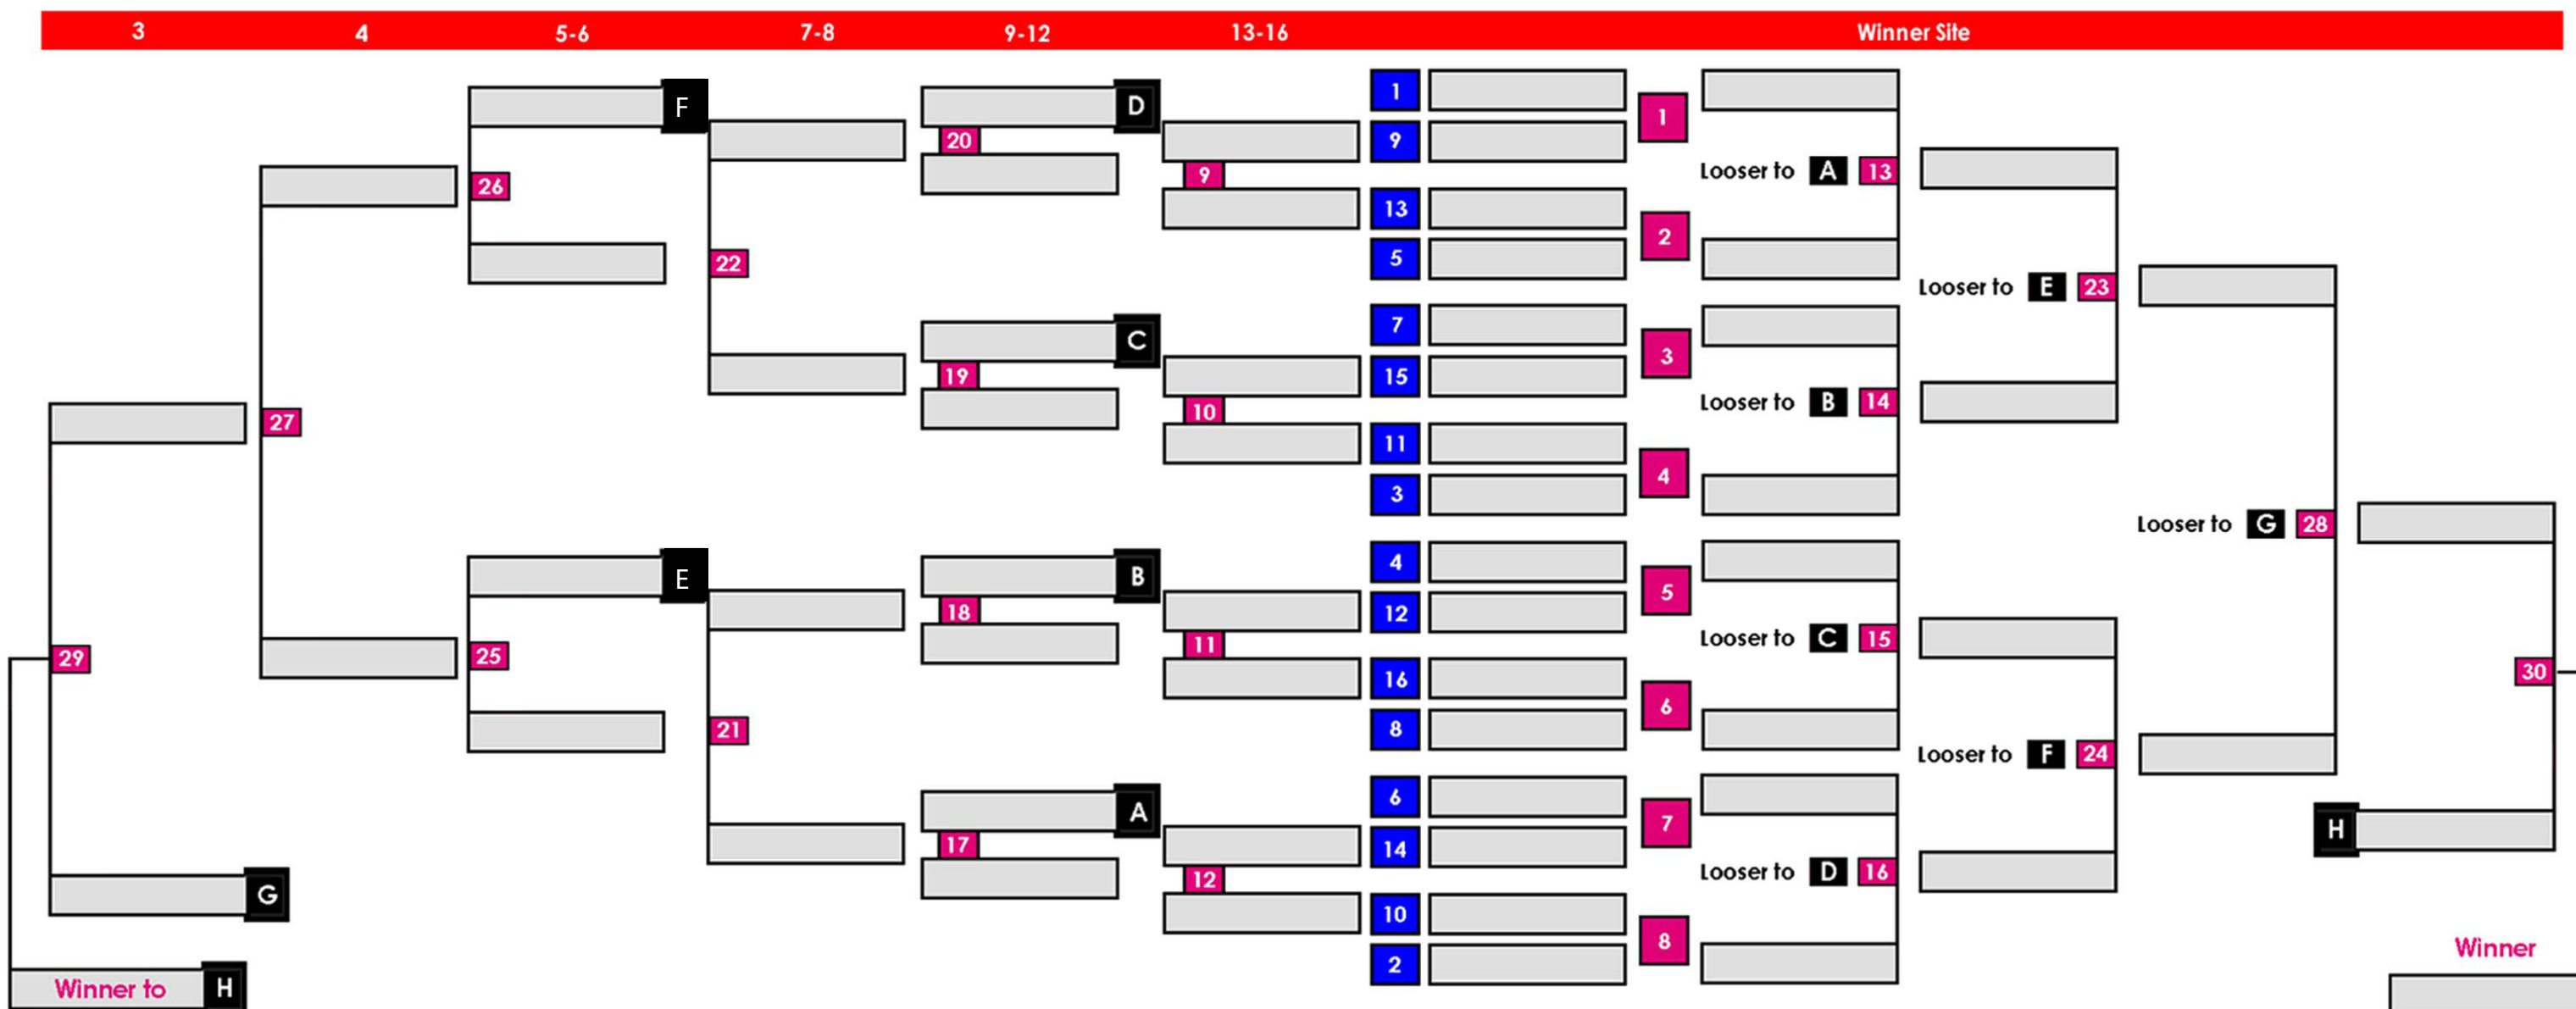 3 4 5-6 7-8 9-12 13-16 Winner Site
1
F D 1
20 9
9
Looser to A 13
26 13
2
5
22 Looser to E 23
7
C 3
19 15
10 Looser to B 14
27 11
4
3
Looser to G 28
4
E B 5
18 12
11 Looser to C 15
29 25 16 30
6
21 8
Looser to F 24
6
A 7 H
17 14
12 Looser to D 16
G 10
8
2 Winner
Winner to H